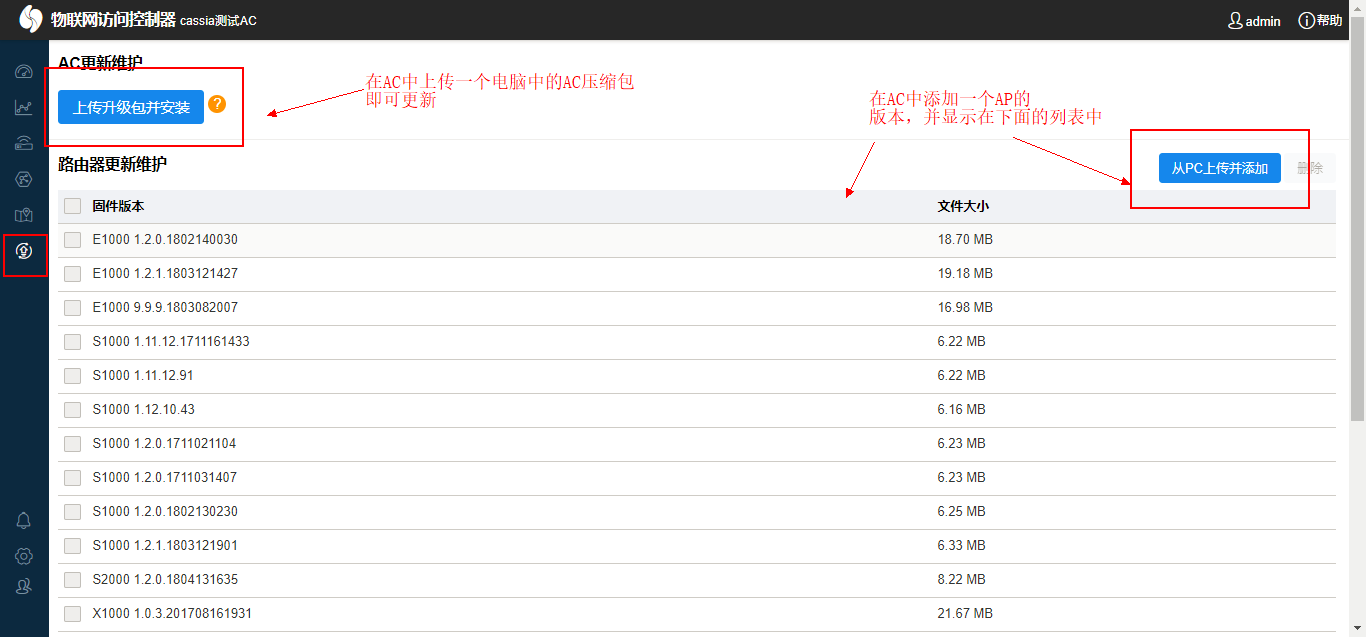 物联网访问控制器 cassia测试AC
admin
帮助
AC更新维护
上传升级包并安装
?
在AC中上传一个电脑中的AC压缩包
即可更新
在AC中添加一个AP的
版本，并显示在下面的列表中
路由器更新维护
从PC上传并添加
删除
固件版本 文件大小
E1000 1.2.0.1802140030 18.70 MB
E1000 1.2.1.1803121427 19.18 MB
E1000 9.9.9.1803082007 16.98 MB
S1000 1.11.12.1711161433 6.22 MB
S1000 1.11.12.91 6.22 MB
S1000 1.12.10.43 6.16 MB
S1000 1.2.0.1711021104 6.23 MB
S1000 1.2.0.1711031407 6.23 MB
S1000 1.2.0.1802130230 6.25 MB
S1000 1.2.1.1803121901 6.33 MB
S2000 1.2.0.1804131635 8.22 MB
X1000 1.0.3.201708161931 21.67 MB